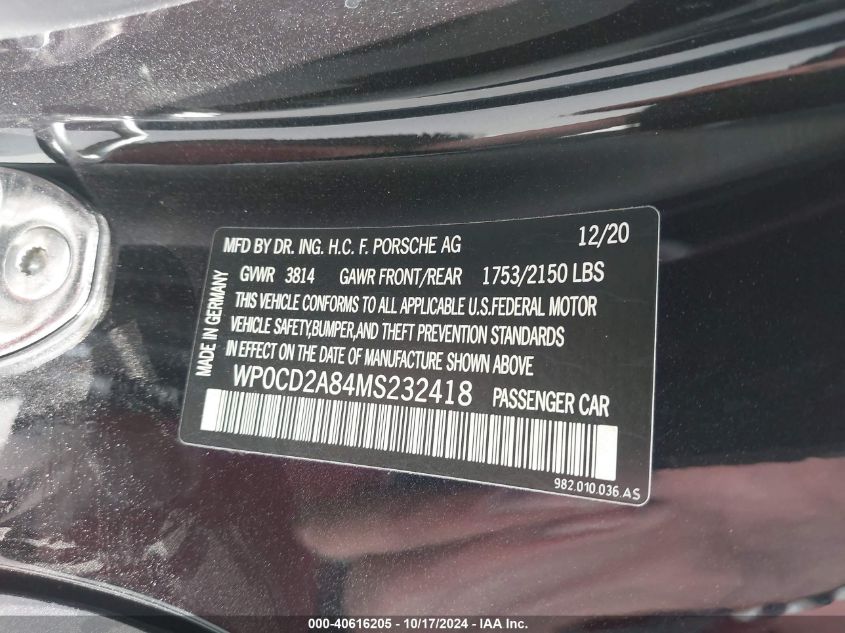 MFD BY DR. ING. H.C. F. PORSCHE AG 12/20
GVWR 3814 GAWR FRONT/REAR 1753/2150 LBS
THIS VEHICLE CONFORMS TO ALL APPLICABLE U.S.FEDERAL MOTOR
VEHICLE SAFETY,BUMPER,AND THEFT PREVENTION STANDARDS
IN EFFECT ON THE DATE OF MANUFACTURE SHOWN ABOVE
WP0CD2A84MS232418 PASSENGER CAR
MADE IN GERMANY
982.010.036.AS
000-40616205 - 10/17/2024 - IAA Inc.